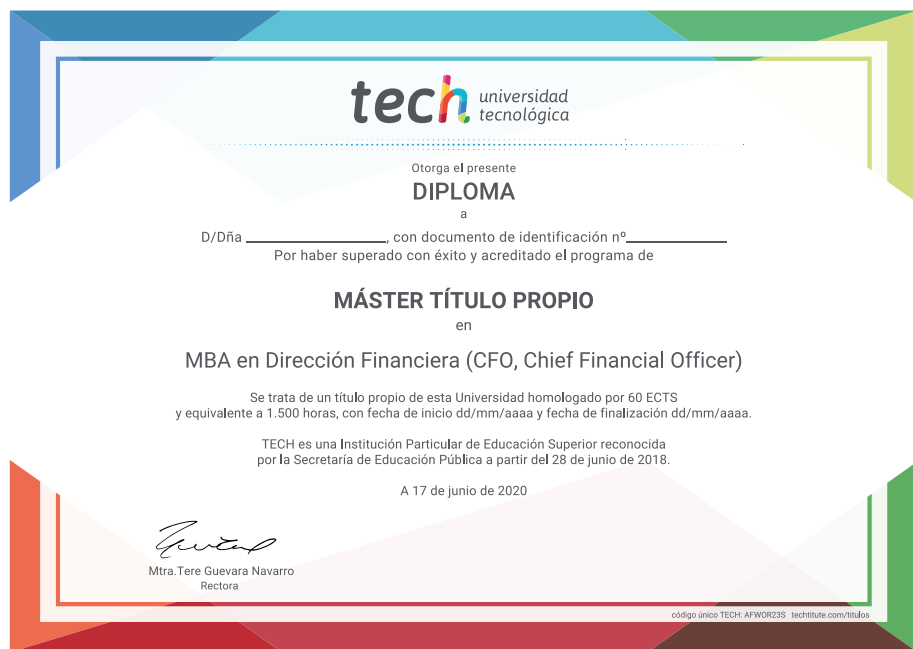 tech universidad
tecnológica
Otorga el presente
DIPLOMA
a
D/Dña ________________, con documento de identificación nº____________
Por haber superado con éxito y acreditado el programa de
MÁSTER TÍTULO PROPIO
en
MBA en Dirección Financiera (CFO, Chief Financial Officer)
Se trata de un título propio de esta Universidad homologado por 60 ECTS
y equivalente a 1.500 horas, con fecha de inicio dd/mm/aaaa y fecha de finalización dd/mm/aaaa.
TECH es una Institución Particular de Educación Superior reconocida
por la Secretaría de Educación Pública a partir del 28 de junio de 2018.
A 17 de junio de 2020
Mtra.Tere Guevara Navarro
Rectora
código único TECH: AFWOR23S techtitute.com/titulos